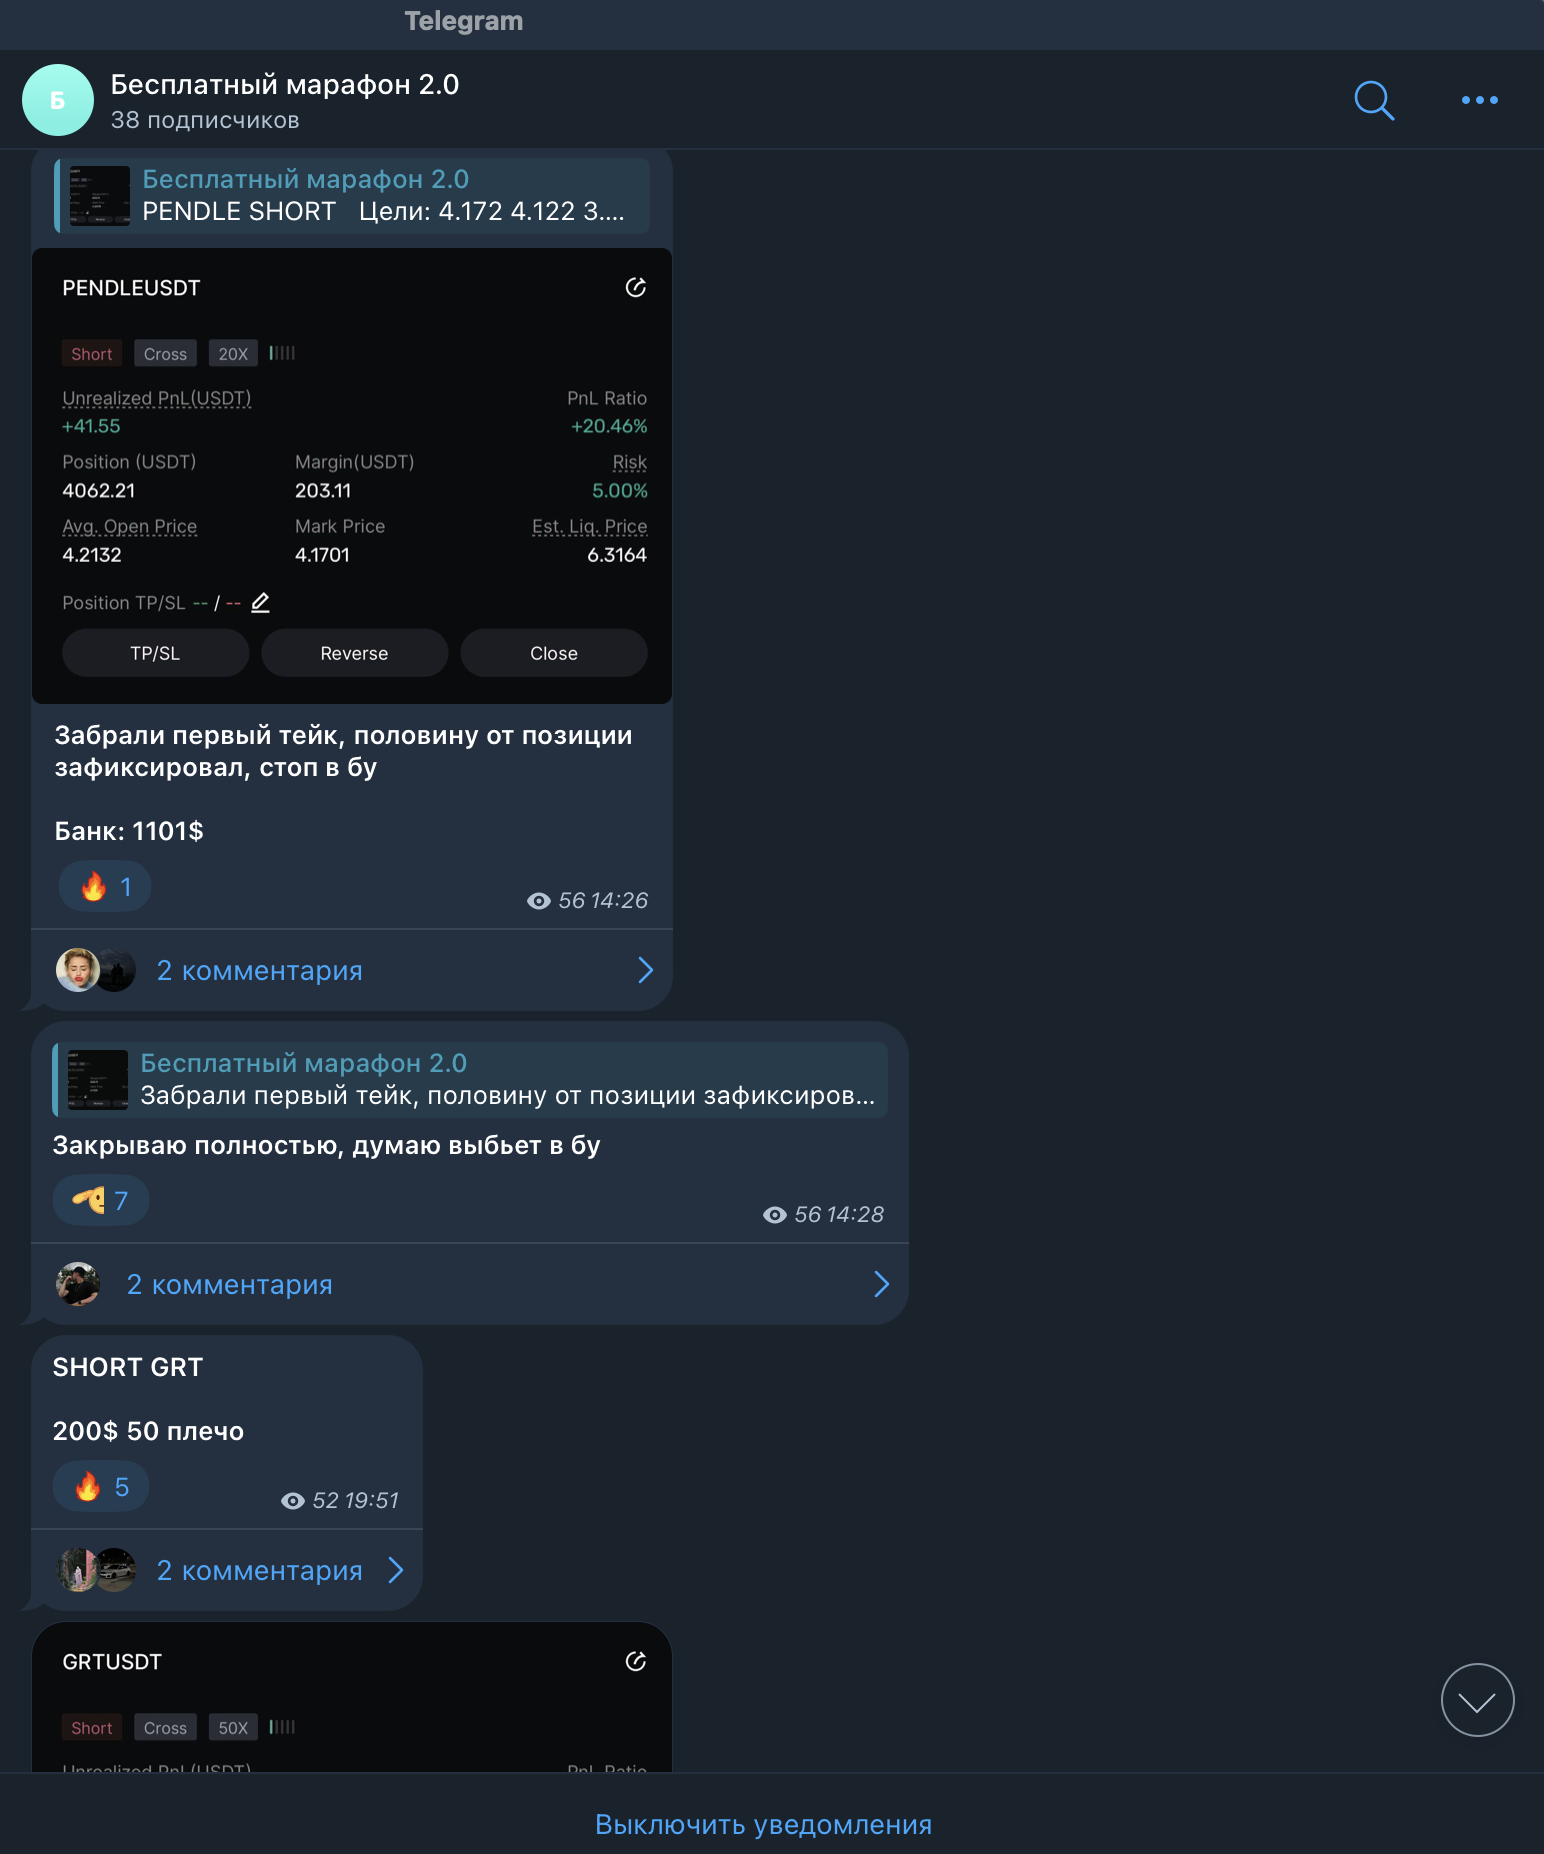 Telegram
Б
Бесплатный марафон 2.0
38 подписчиков
Бесплатный марафон 2.0
PENDLE SHORT Цели: 4.172 4.122 3....
PENDLEUSDT
Short Cross 20X
Unrealized PnL(USDT) PnL Ratio
+41.55 +20.46%
Position (USDT) Margin(USDT) Risk
4062.21 203.11 5.00%
Avg. Open Price Mark Price Est. Liq. Price
4.2132 4.1701 6.3164
Position TP/SL -- / --
TP/SL Reverse Close
Забрали первый тейк, половину от позиции
зафиксировал, стоп в бу
Банк: 1101$
🔥 1
56 14:26
2 комментария
Бесплатный марафон 2.0
Забрали первый тейк, половину от позиции зафиксиров...
Закрываю полностью, думаю выбьет в бу
7
56 14:28
2 комментария
SHORT GRT
200$ 50 плечо
🔥 5
52 19:51
2 комментария
GRTUSDT
Short Cross 50X
Unrealized PnL(USDT) PnL Ratio
Выключить уведомления